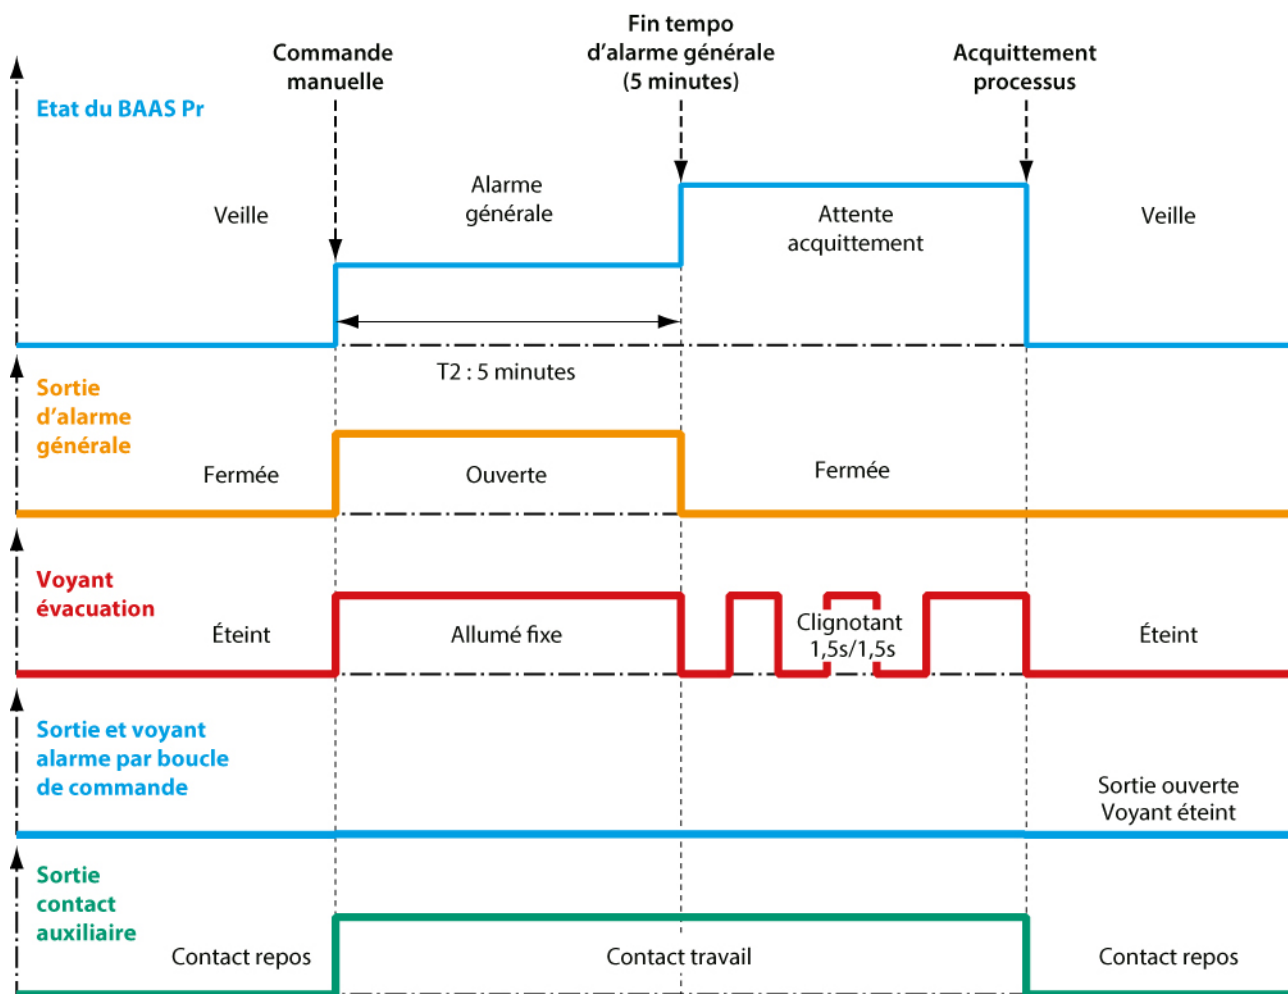 Commande
manuelle
Fin tempo
d'alarme générale
(5 minutes)
Acquittement
processus
Etat du BAAS Pr
Veille
Alarme
générale
Attente
acquittement
Veille
T2 : 5 minutes
Sortie
d'alarme
générale
Fermée
Ouverte
Fermée
Voyant
évacuation
Éteint
Allumé fixe
Clignotant
1,5s/1,5s
Éteint
Sortie et voyant
alarme par boucle
de commande
Sortie ouverte
Voyant éteint
Sortie
contact
auxiliaire
Contact repos
Contact travail
Contact repos